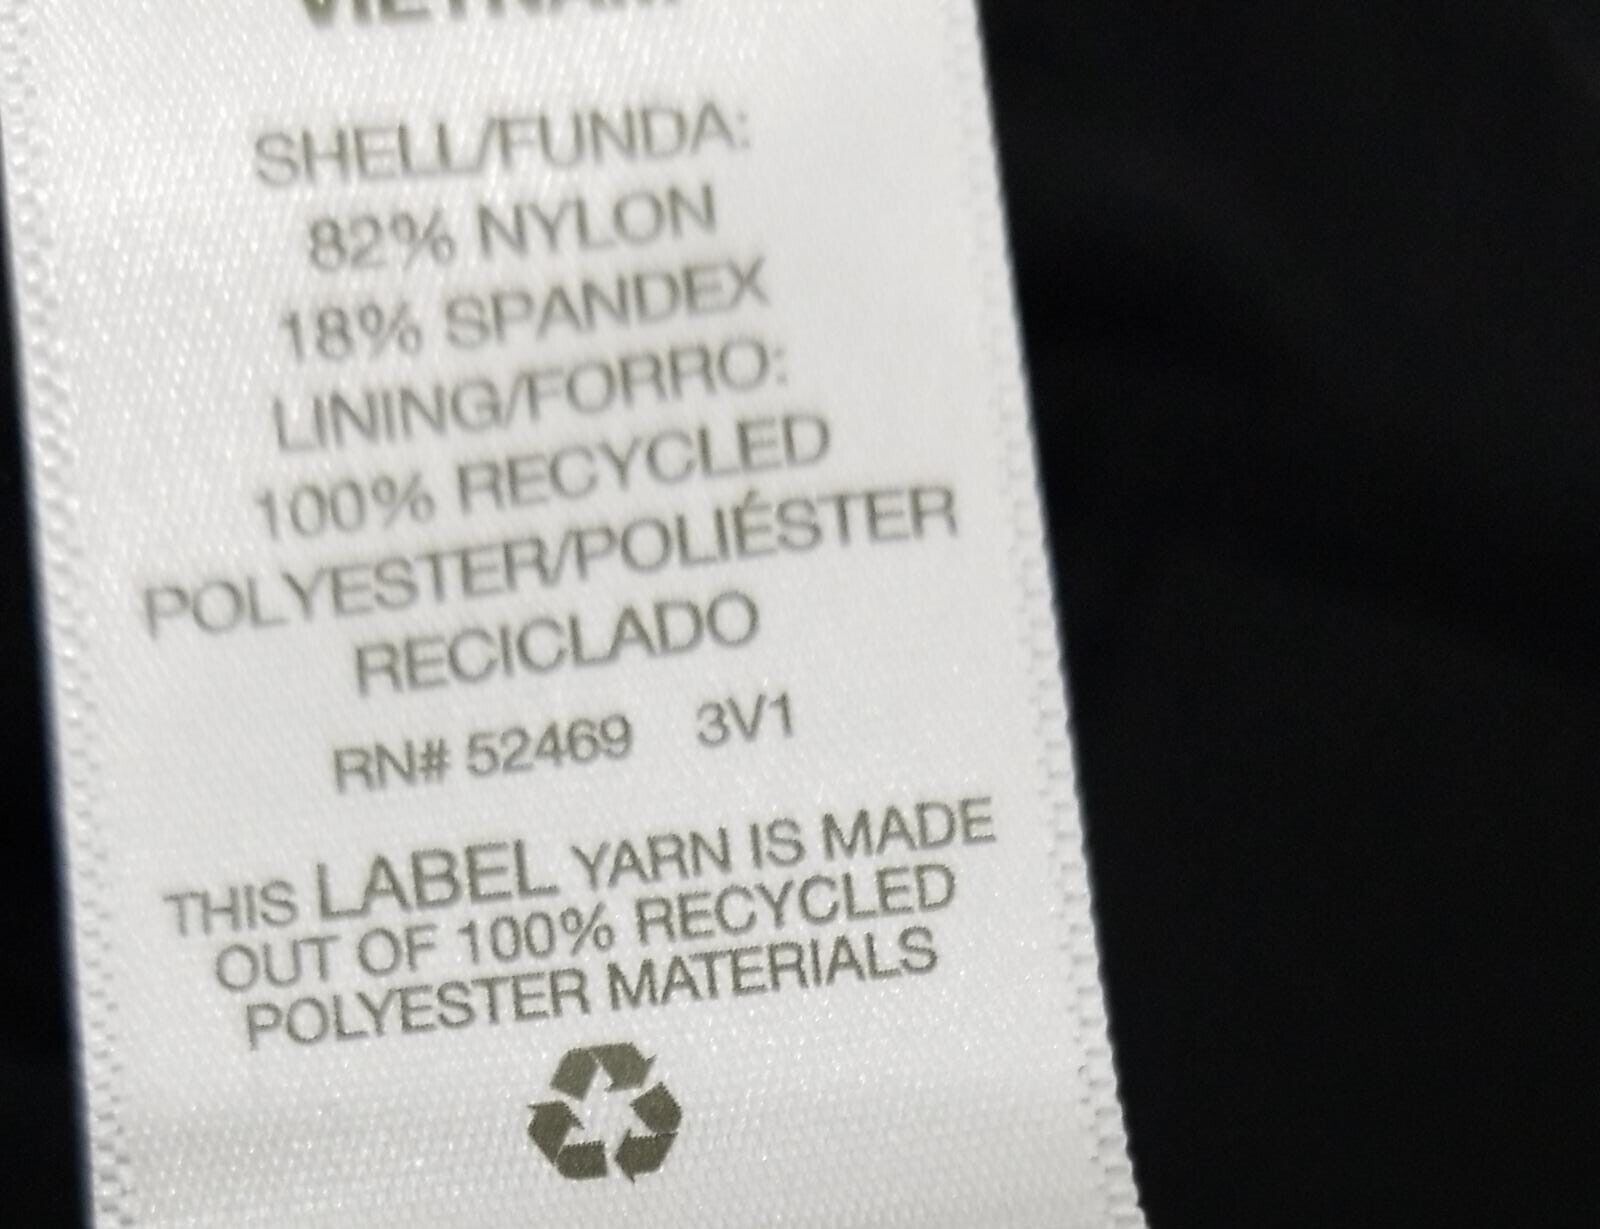 VIETNAM
SHELL/FUNDA:
82% NYLON
18% SPANDEX
LINING/FORRO:
100% RECYCLED
POLYESTER/POLIÉSTER
RECICLADO
RN# 52469 3V1
THIS LABEL YARN IS MADE
OUT OF 100% RECYCLED
POLYESTER MATERIALS